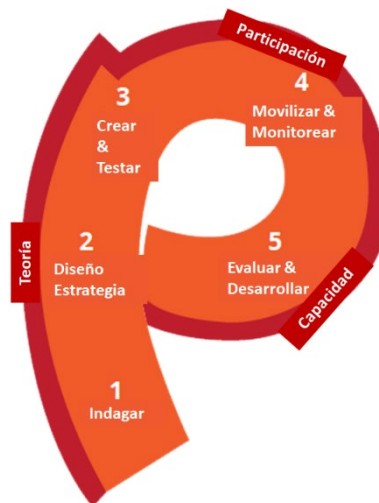 Participación
3
Crear
&
Testar
4
Movilizar &
Monitorear
Teoría
2
Diseño
Estrategia
5
Evaluar &
Desarrollar
Capacidad
1
Indagar